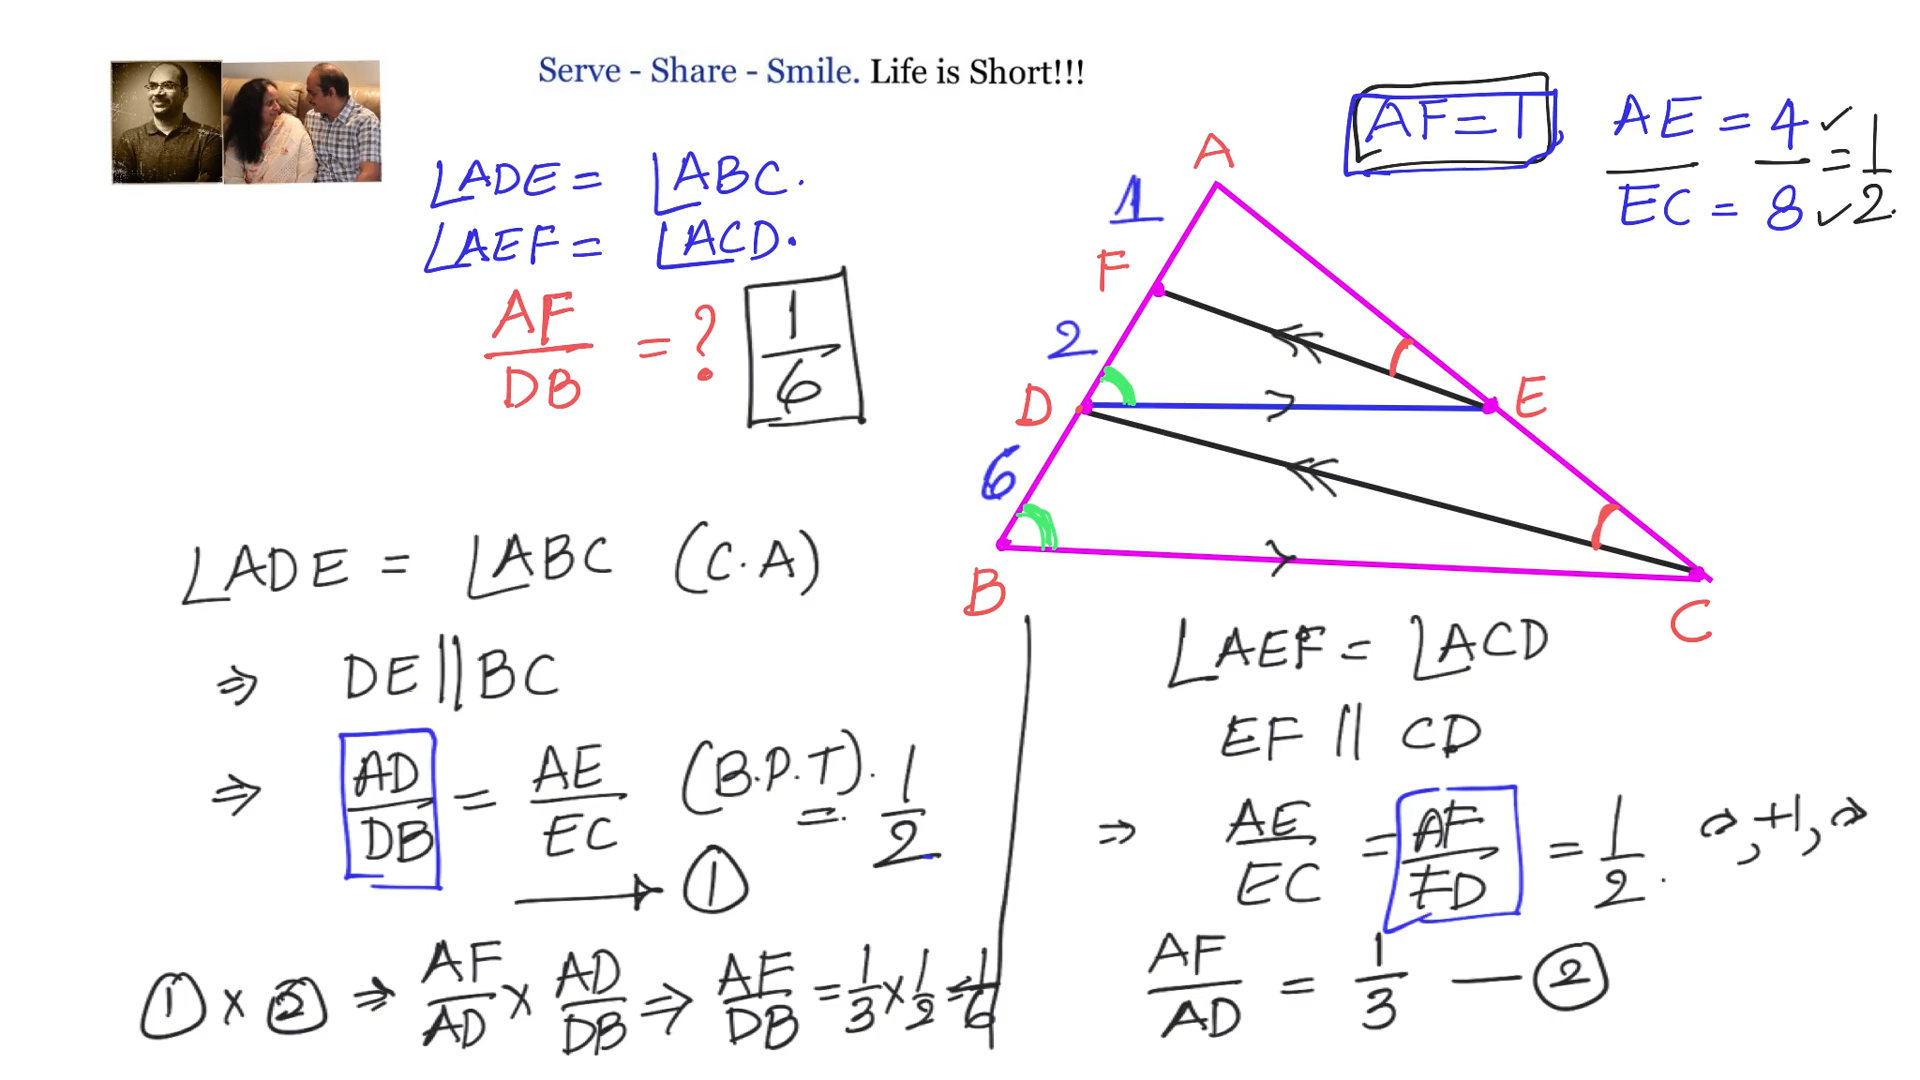 Serve - Share - Smile. Life is Short!!!
∠ADE = ∠ABC.
∠AEF = ∠ACD.
AF/DB = ? 1/6
AF = 1, AE/EC = 4/8 ✓✓ = 1/2.
A
1
F
2
D
E
6
B
C
∠ADE = ∠ABC (C.A)
⇒ DE || BC
⇒ AD/DB = AE/EC (B.P.T). = 1/2
→ ①
① × ② ⇒ AF/AD × AD/DB ⇒ AF/DB = 1/3 × 1/2 = 1/6
∠AEF = ∠ACD
EF || CD
⇒ AE/EC = AF/FD = 1/2. , +1,
AF/AD = 1/3 — ②